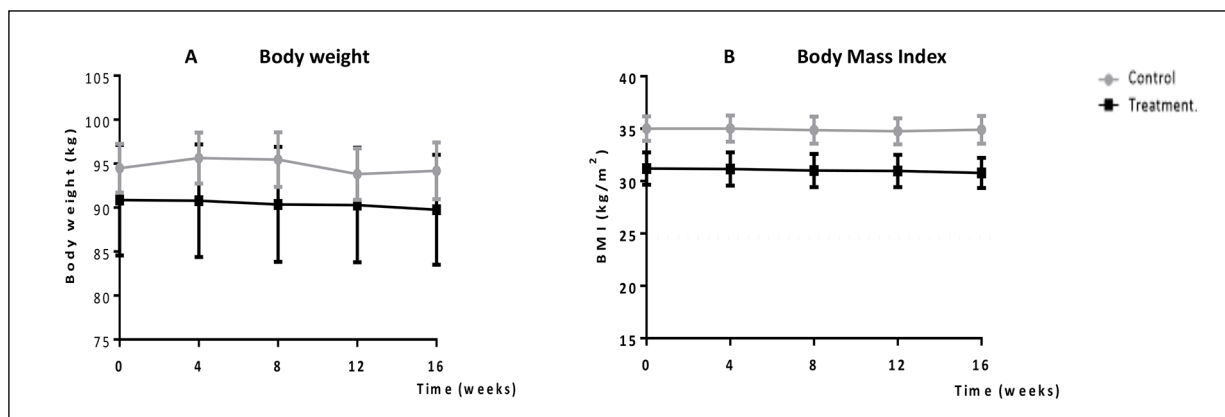 A Body weight
105
100
95
90
85
80
75
Body weight (kg)
0 4 8 12 16
Time (weeks)
B Body Mass Index
40
35
30
25
20
15
BMI (kg/m²)
0 4 8 12 16
Time (weeks)
Control
Treatment.